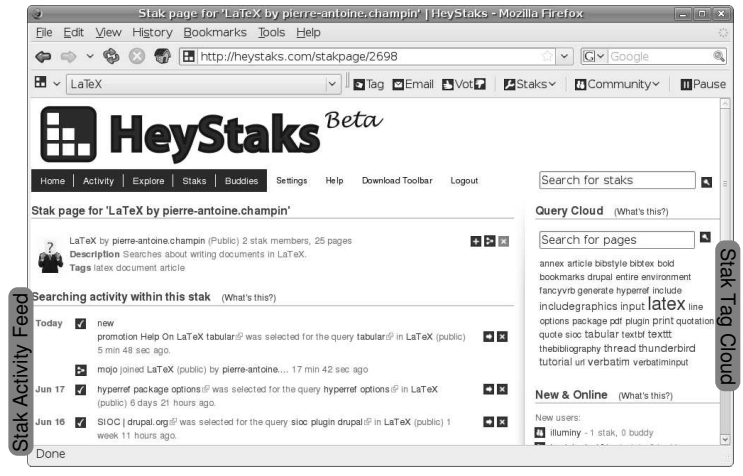 Stak page for 'LaTeX by pierre-antoine.champin' | HeyStaks - Mozilla Firefox
File Edit View History Bookmarks Tools Help
http://heystaks.com/stakpage/2698
G Google
LaTeX
Tag Email Vot Staks Community Pause
HeyStaks Beta
Home Activity Explore Staks Buddies Settings Help Download Toolbar Logout
Search for staks
Stak page for 'LaTeX by pierre-antoine.champin'
LaTeX by pierre-antoine.champin (Public) 2 stak members, 25 pages
Description Searches about writing documents in LaTeX.
Tags latex document article
Searching activity within this stak (What's this?)
Today
new
promotion Help On LaTeX tabular was selected for the query tabular in LaTeX (public)
5 min 48 sec ago.
mojo joined LaTeX (public) by pierre-antoine.... 17 min 42 sec ago.
Jun 17 hyperref package options was selected for the query hyperref options in LaTeX
(public) 6 days 21 hours ago.
Jun 16 SIOC | drupal.org was selected for the query sioc plugin drupal in LaTeX (public) 1
week 11 hours ago.
Query Cloud (What's this?)
Search for pages
annex article bibstyle bibtex bold
bookmarks drupal entire environment
fancyvrb generate hyperref include
includegraphics input latex line
options package pdf plugin print quotation
quote sioc tabular textbf texttt
thebibliography thread thunderbird
tutorial url verbatim verbatiminput
New & Online (What's this?)
New users:
illuminy - 1 stak, 0 buddy
Done
Stak Activity Feed
Stak Tag Cloud